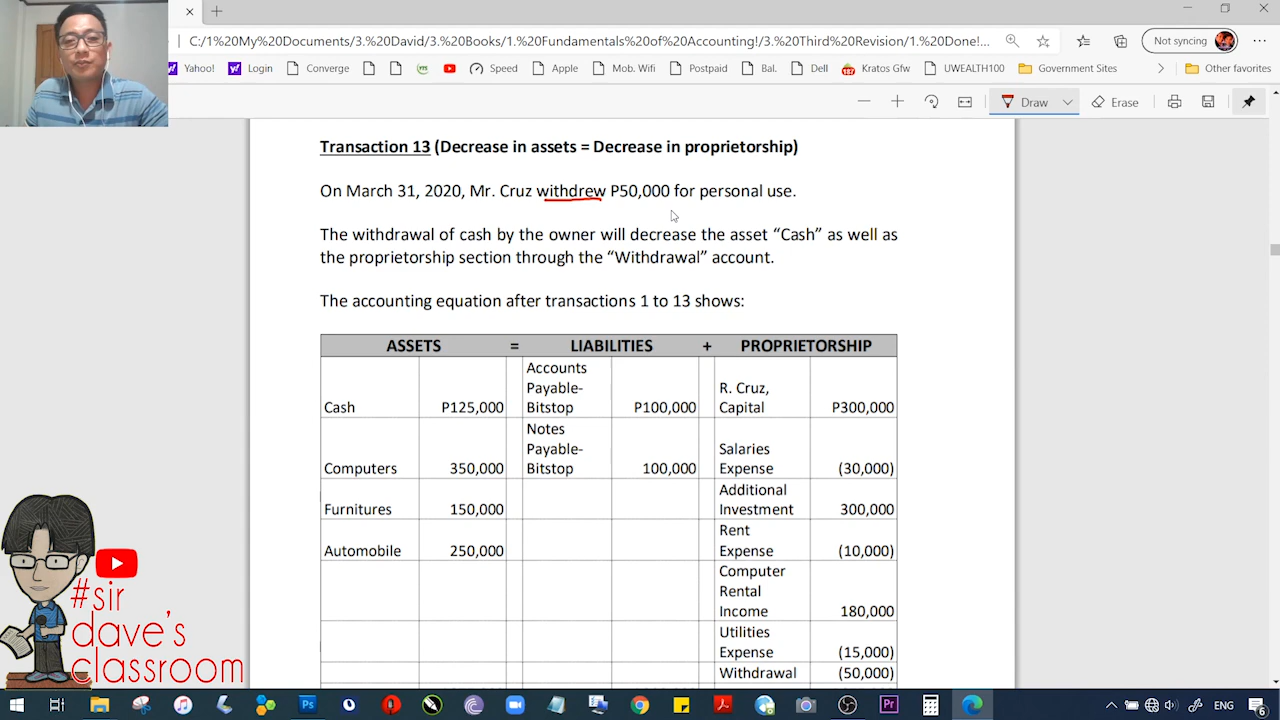 C:/1%20My%20Documents/3.%20David/3.%20Books/1.%20Fundamentals%20of%20Accounting!/3.%20Third%20Revision/1.%20Done!...
Not syncing
Yahoo!
Login
Converge
Speed
Apple
Mob. Wifi
Postpaid
Bal.
Dell
Kratos Gfw
UWEALTH100
Government Sites
Other favorites
Draw
Erase
Transaction 13 (Decrease in assets = Decrease in proprietorship)
On March 31, 2020, Mr. Cruz withdrew P50,000 for personal use.
The withdrawal of cash by the owner will decrease the asset “Cash” as well as
the proprietorship section through the “Withdrawal” account.
The accounting equation after transactions 1 to 13 shows:
ASSETS = LIABILITIES + PROPRIETORSHIP
Accounts
Payable-
Bitstop
R. Cruz,
Capital
Cash P125,000 P100,000 P300,000
Notes
Payable-
Bitstop
Salaries
Expense
Computers 350,000 100,000 (30,000)
Additional
Investment
Furnitures 150,000 300,000
Rent
Expense
Automobile 250,000 (10,000)
Computer
Rental
Income 180,000
Utilities
Expense (15,000)
Withdrawal (50,000)
#sir
dave's
classroom
ENG